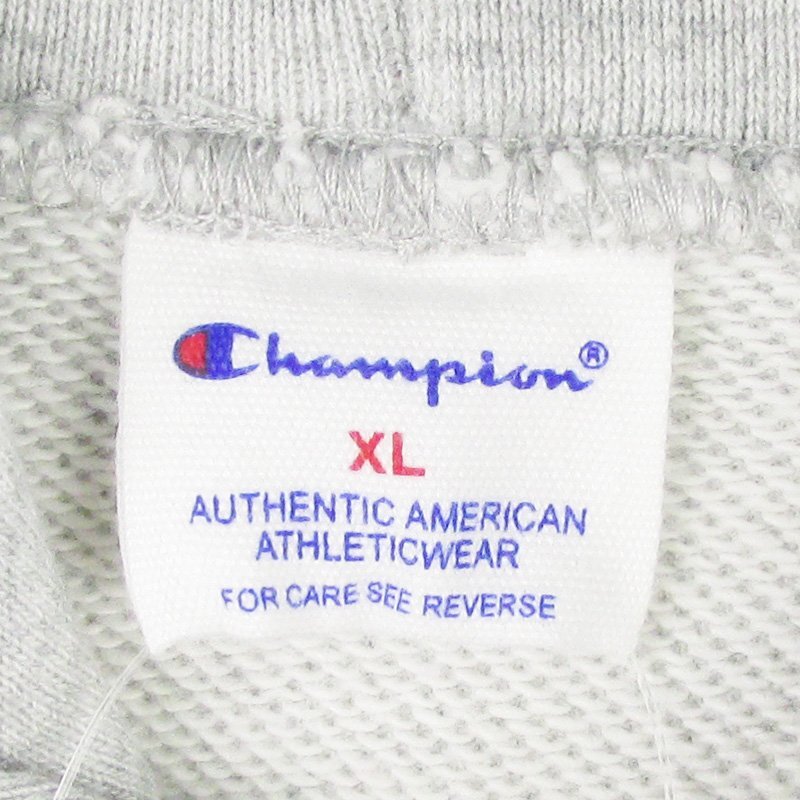 Champion®
XL
AUTHENTIC AMERICAN
ATHLETICWEAR
FOR CARE SEE REVERSE